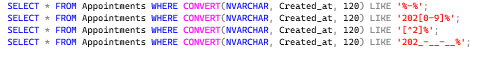 SELECT * FROM Appointments WHERE CONVERT(NVARCHAR, Created_at, 120) LIKE '%-%';
SELECT * FROM Appointments WHERE CONVERT(NVARCHAR, Created_at, 120) LIKE '202[0-9]%';
SELECT * FROM Appointments WHERE CONVERT(NVARCHAR, Created_at, 120) LIKE '[^2]%';
SELECT * FROM Appointments WHERE CONVERT(NVARCHAR, Created_at, 120) LIKE '202_-__-__%';